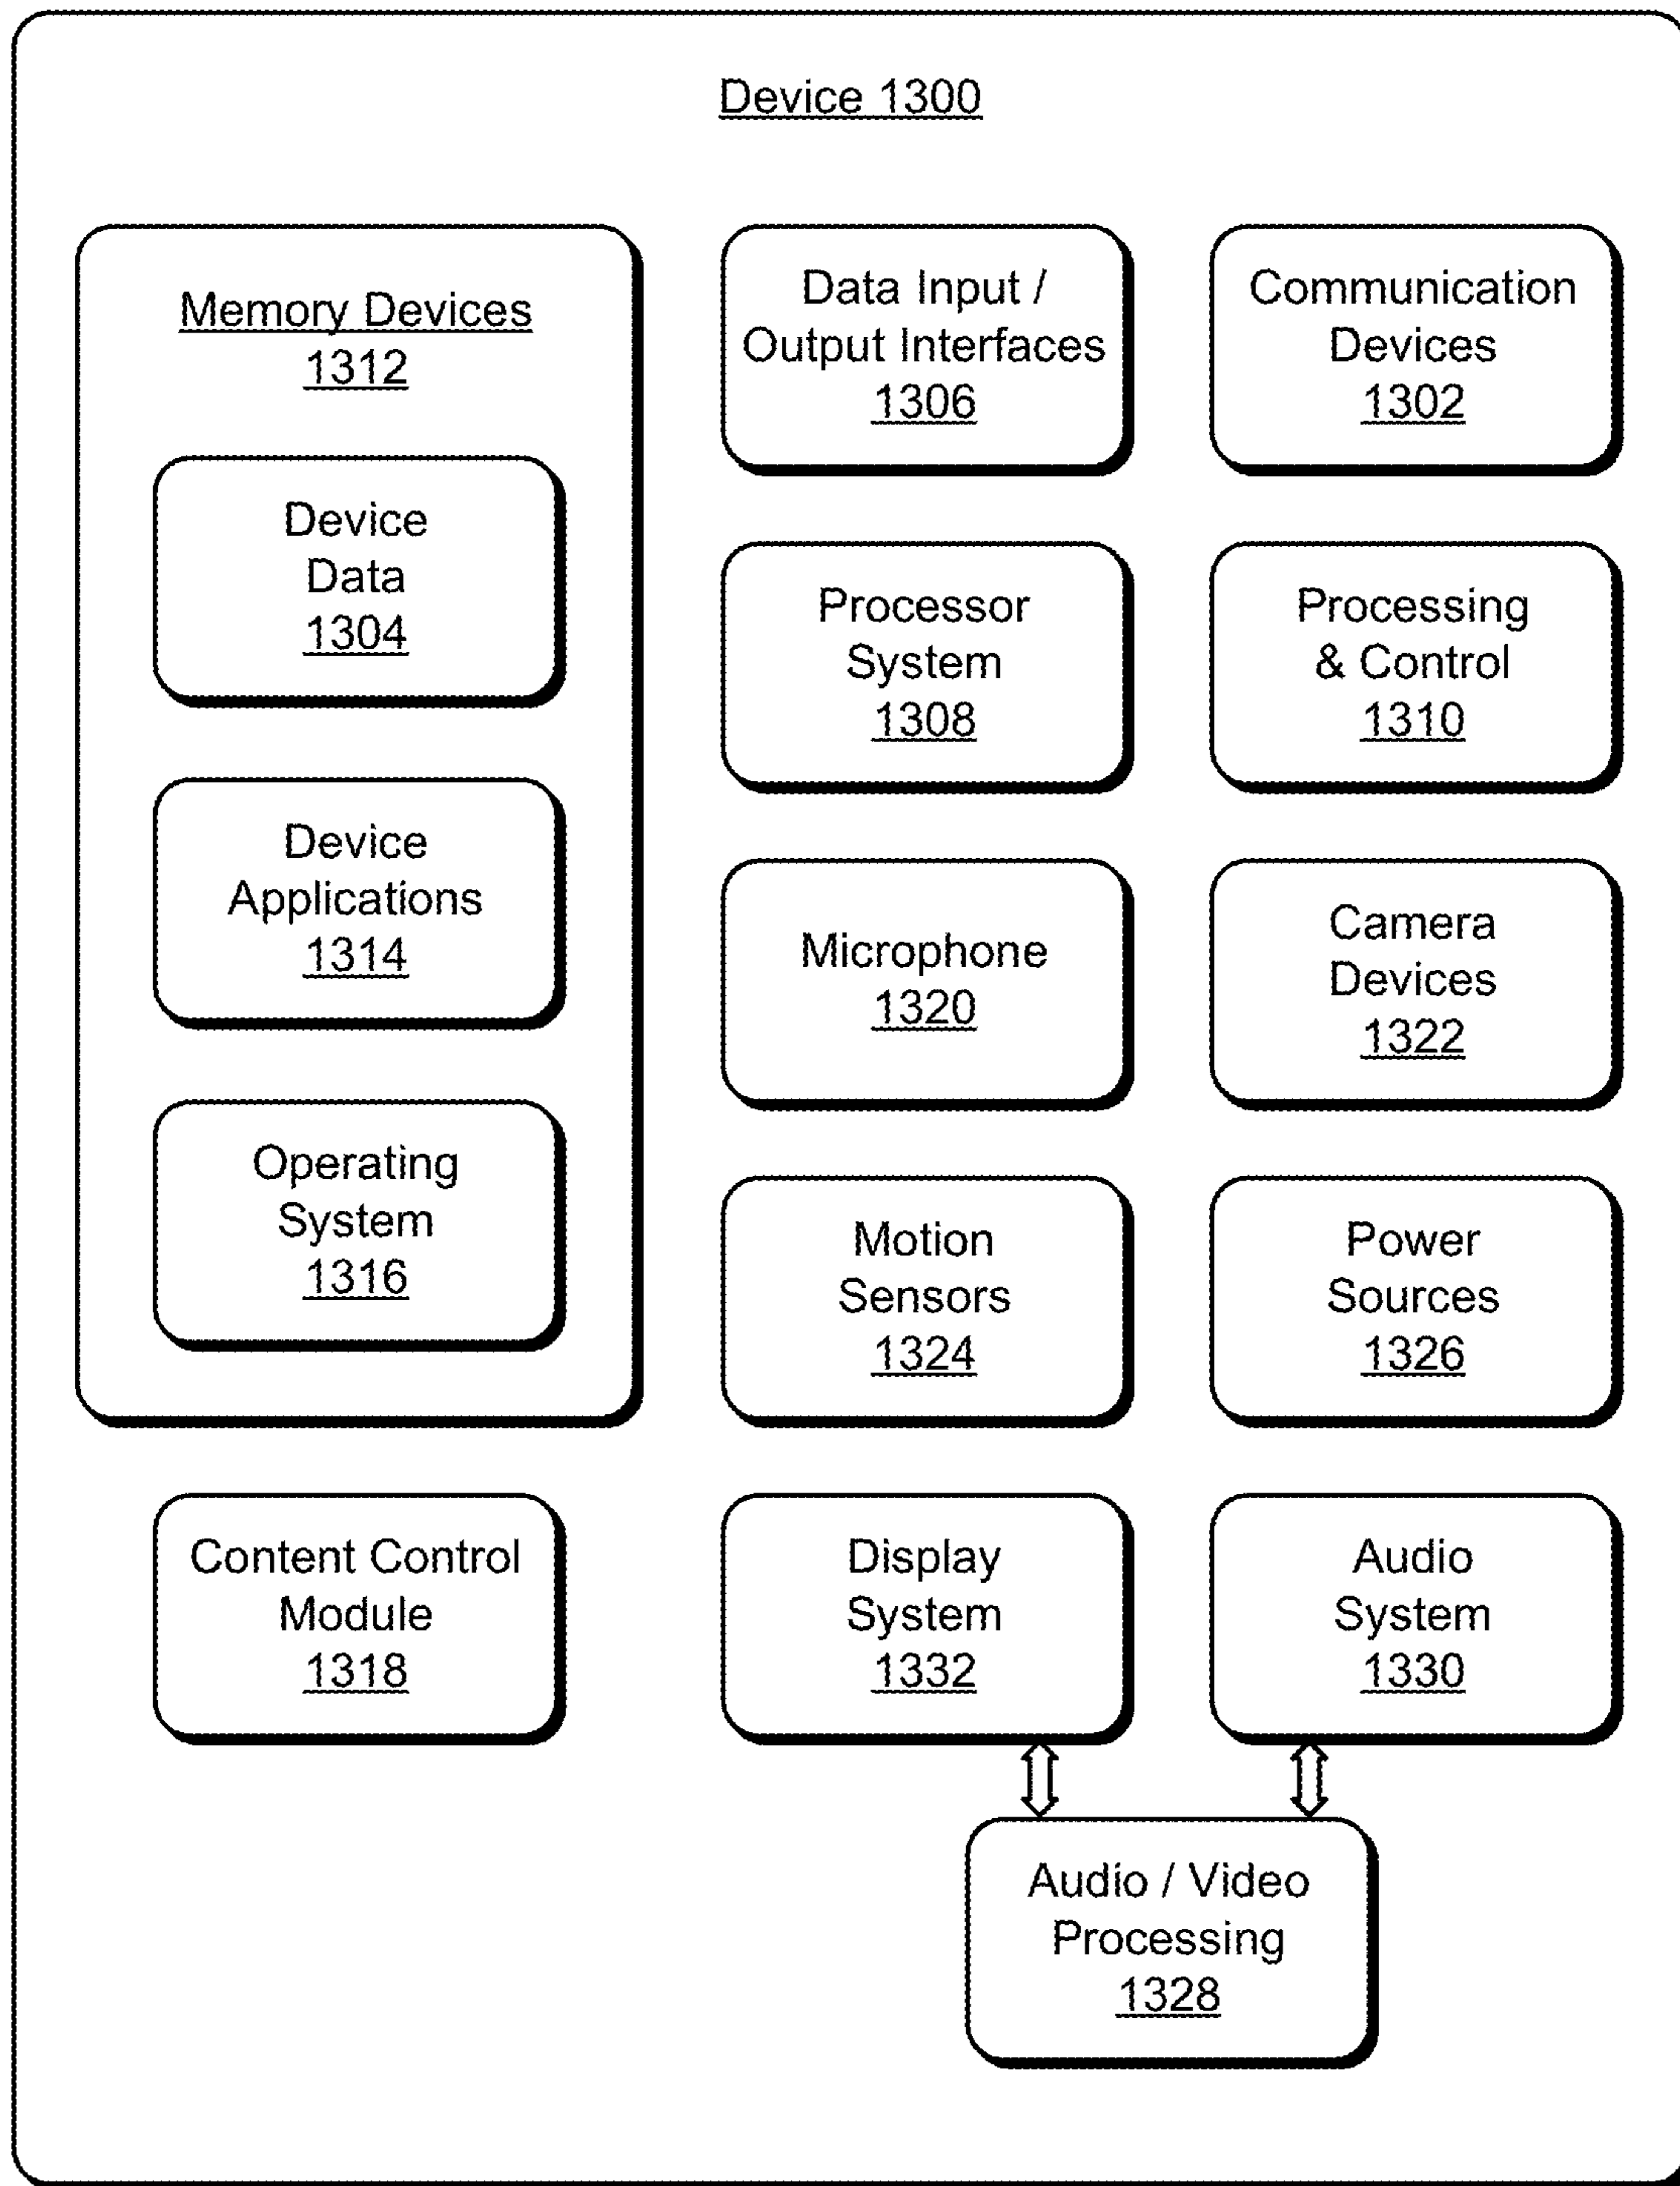 Device 1300
Memory Devices
1312
Device
Data
1304
Device
Applications
1314
Operating
System
1316
Content Control
Module
1318
Data Input /
Output Interfaces
1306
Communication
Devices
1302
Processor
System
1308
Processing
& Control
1310
Microphone
1320
Camera
Devices
1322
Motion
Sensors
1324
Power
Sources
1326
Display
System
1332
Audio
System
1330
Audio / Video
Processing
1328